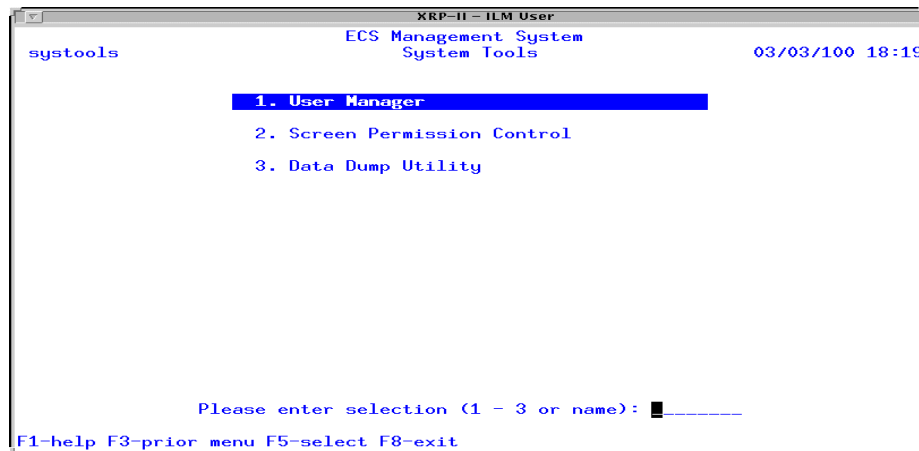 XRP-II - ILM User
ECS Management System
systools System Tools 03/03/100 18:19
1. User Manager
2. Screen Permission Control
3. Data Dump Utility
Please enter selection (1 - 3 or name): _______
F1-help F3-prior menu F5-select F8-exit